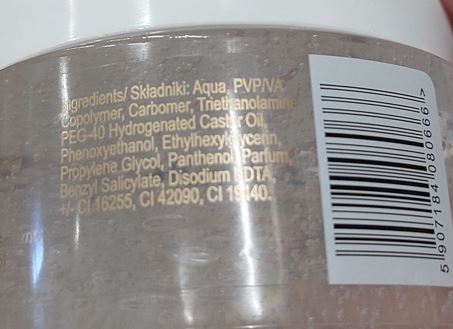 Ingredients/ Składniki: Aqua, PVP/VA
Copolymer, Carbomer, Triethanolamine
PEG-40 Hydrogenated Castor Oil,
Phenoxyethanol, Ethylhexylglycerin,
Propylene Glycol, Panthenol, Parfum,
Benzyl Salicylate, Disodium EDTA,
+/- CI 16255, CI 42090, CI 19140.
5 907184 080666 >